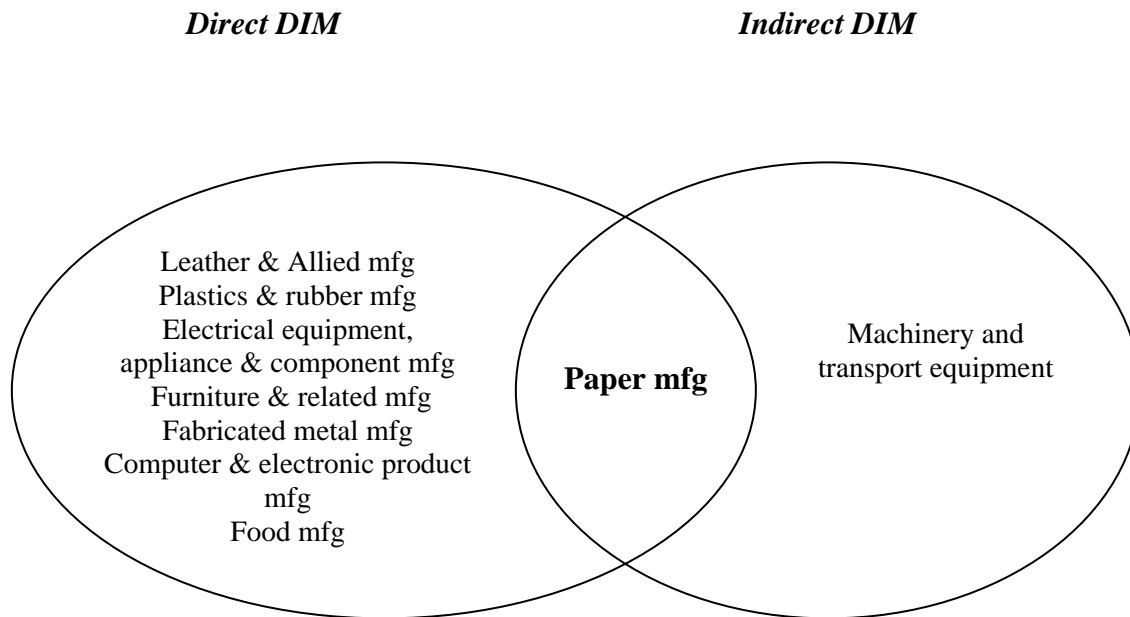 Direct DIM
Indirect DIM
Leather & Allied mfg
Plastics & rubber mfg
Electrical equipment,
appliance & component mfg
Furniture & related mfg
Fabricated metal mfg
Computer & electronic product
mfg
Food mfg
Paper mfg
Machinery and
transport equipment